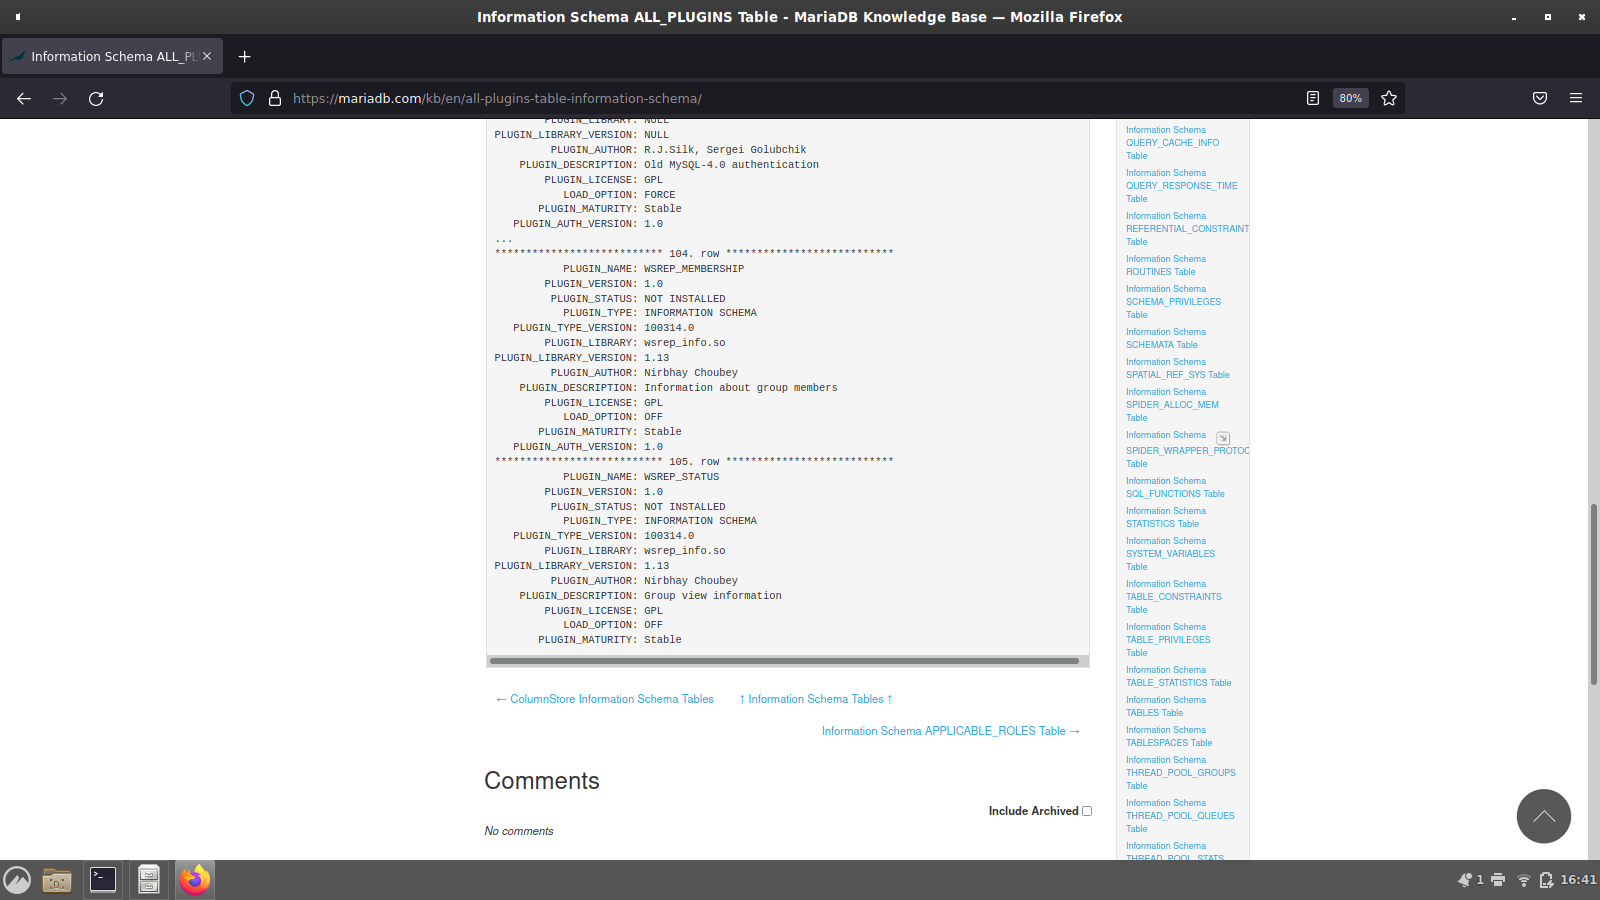 Information Schema ALL_PLUGINS Table - MariaDB Knowledge Base — Mozilla Firefox
Information Schema ALL_PL
https://mariadb.com/kb/en/all-plugins-table-information-schema/
80%
PLUGIN_LIBRARY: NULL
PLUGIN_LIBRARY_VERSION: NULL
PLUGIN_AUTHOR: R.J.Silk, Sergei Golubchik
PLUGIN_DESCRIPTION: Old MySQL-4.0 authentication
PLUGIN_LICENSE: GPL
LOAD_OPTION: FORCE
PLUGIN_MATURITY: Stable
PLUGIN_AUTH_VERSION: 1.0
...
*************************** 104. row ***************************
PLUGIN_NAME: WSREP_MEMBERSHIP
PLUGIN_VERSION: 1.0
PLUGIN_STATUS: NOT INSTALLED
PLUGIN_TYPE: INFORMATION SCHEMA
PLUGIN_TYPE_VERSION: 100314.0
PLUGIN_LIBRARY: wsrep_info.so
PLUGIN_LIBRARY_VERSION: 1.13
PLUGIN_AUTHOR: Nirbhay Choubey
PLUGIN_DESCRIPTION: Information about group members
PLUGIN_LICENSE: GPL
LOAD_OPTION: OFF
PLUGIN_MATURITY: Stable
PLUGIN_AUTH_VERSION: 1.0
*************************** 105. row ***************************
PLUGIN_NAME: WSREP_STATUS
PLUGIN_VERSION: 1.0
PLUGIN_STATUS: NOT INSTALLED
PLUGIN_TYPE: INFORMATION SCHEMA
PLUGIN_TYPE_VERSION: 100314.0
PLUGIN_LIBRARY: wsrep_info.so
PLUGIN_LIBRARY_VERSION: 1.13
PLUGIN_AUTHOR: Nirbhay Choubey
PLUGIN_DESCRIPTION: Group view information
PLUGIN_LICENSE: GPL
LOAD_OPTION: OFF
PLUGIN_MATURITY: Stable
← ColumnStore Information Schema Tables
↑ Information Schema Tables ↑
Information Schema APPLICABLE_ROLES Table →
Comments
Include Archived
No comments
Information Schema
QUERY_CACHE_INFO
Table
Information Schema
QUERY_RESPONSE_TIME
Table
Information Schema
REFERENTIAL_CONSTRAINT
Table
Information Schema
ROUTINES Table
Information Schema
SCHEMA_PRIVILEGES
Table
Information Schema
SCHEMATA Table
Information Schema
SPATIAL_REF_SYS Table
Information Schema
SPIDER_ALLOC_MEM
Table
Information Schema
SPIDER_WRAPPER_PROTOC
Table
Information Schema
SQL_FUNCTIONS Table
Information Schema
STATISTICS Table
Information Schema
SYSTEM_VARIABLES
Table
Information Schema
TABLE_CONSTRAINTS
Table
Information Schema
TABLE_PRIVILEGES
Table
Information Schema
TABLE_STATISTICS Table
Information Schema
TABLES Table
Information Schema
TABLESPACES Table
Information Schema
THREAD_POOL_GROUPS
Table
Information Schema
THREAD_POOL_QUEUES
Table
Information Schema
THREAD_POOL_STATS
1
16:41